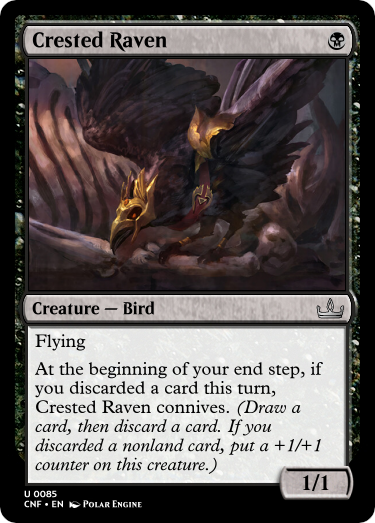 Crested Raven
Creature — Bird
Flying
At the beginning of your end step, if
you discarded a card this turn,
Crested Raven connives. (Draw a
card, then discard a card. If you
discarded a nonland card, put a +1/+1
counter on this creature.)
1/1
U 0085
CNF • EN Polar Engine